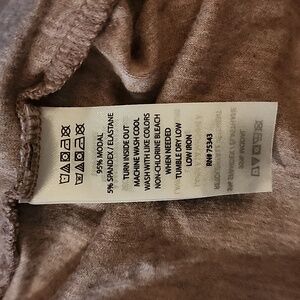 95% MODAL
5% SPANDEX/ ELASTANE
TURN INSIDE OUT
MACHINE WASH COOL
WASH WITH LIKE COLORS
NON-CHLORINE BLEACH
WHEN NEEDED
TUMBLE DRY LOW
LOW IRON
RN# 75343